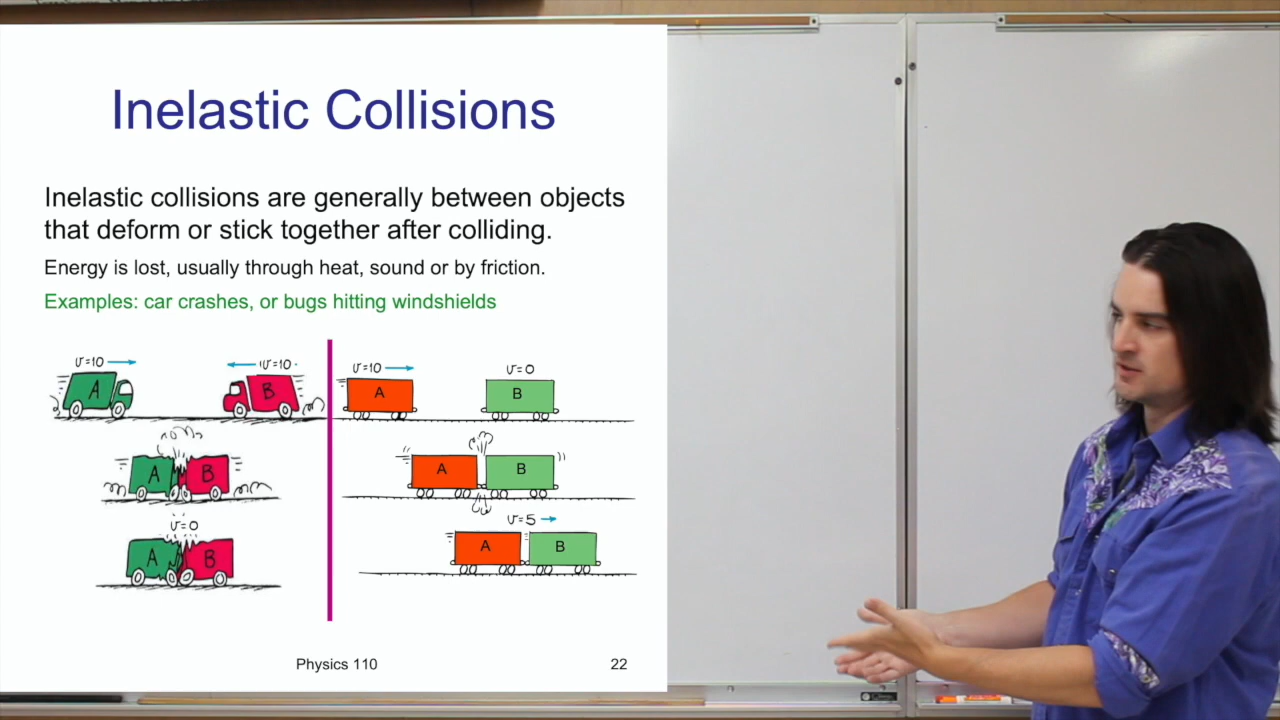 Inelastic Collisions
Inelastic collisions are generally between objects
that deform or stick together after colliding.
Energy is lost, usually through heat, sound or by friction.
Examples: car crashes, or bugs hitting windshields
v=10
v=10
A
B
A
B
v=0
A
B
v=10
v=0
A
B
A
B
v=5
A
B
Physics 110
22